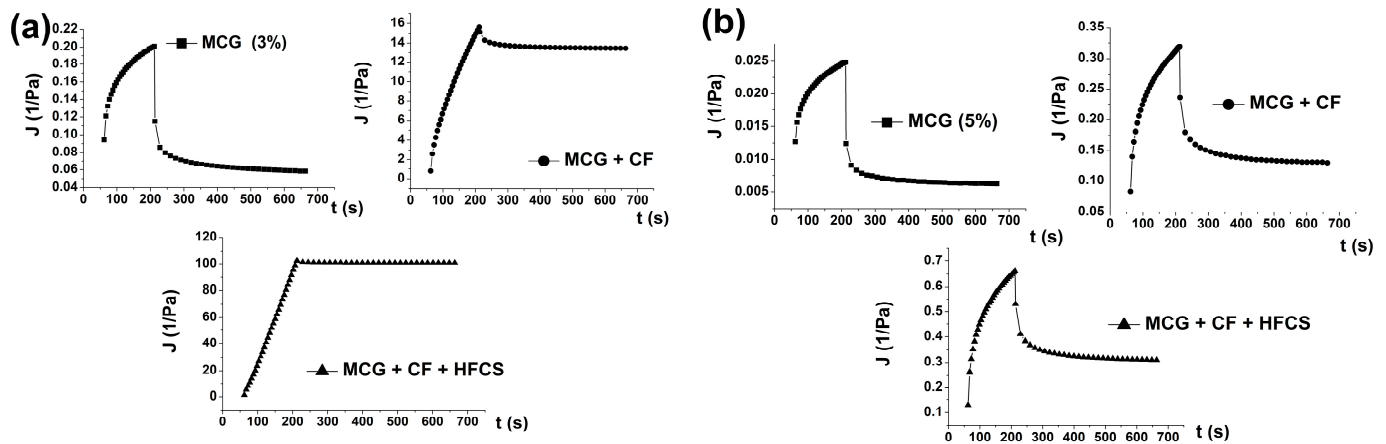 (a)
0.22
0.20
0.18
0.16
0.14
0.12
0.10
0.08
0.06
0.04
J (1/Pa)
MCG (3%)
0 100 200 300 400 500 600 700
t (s)
16
14
12
10
8
6
4
2
0
J (1/Pa)
MCG + CF
0 100 200 300 400 500 600 700
t (s)
120
100
80
60
40
20
0
J (1/Pa)
MCG + CF + HFCS
0 100 200 300 400 500 600 700
t (s)
(b)
0.025
0.020
0.015
0.010
0.005
J (1/Pa)
MCG (5%)
0 100 200 300 400 500 600 700
t (s)
0.35
0.30
0.25
0.20
0.15
0.10
0.05
J (1/Pa)
MCG + CF
0 100 200 300 400 500 600 700
t (s)
0.7
0.6
0.5
0.4
0.3
0.2
0.1
J (1/Pa)
MCG + CF + HFCS
0 100 200 300 400 500 600 700
t (s)